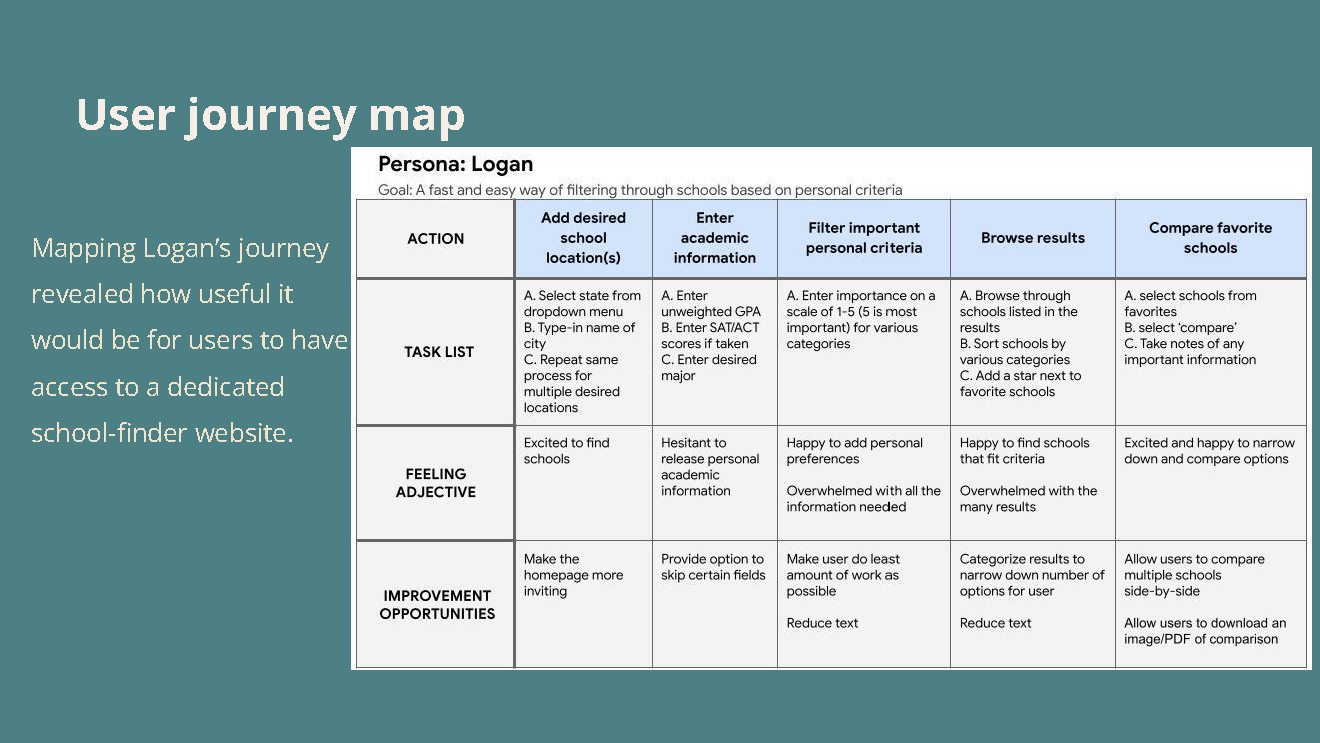 User journey map
Mapping Logan’s journey
revealed how useful it
would be for users to have
access to a dedicated
school-finder website.
Persona: Logan
Goal: A fast and easy way of filtering through schools based on personal criteria
ACTION
Add desired
school
location(s)
Enter
academic
information
Filter important
personal criteria
Browse results
Compare favorite
schools
TASK LIST
A. Select state from
dropdown menu
B. Type-in name of
city
C. Repeat same
process for
multiple desired
locations
A. Enter
unweighted GPA
B. Enter SAT/ACT
scores if taken
C. Enter desired
major
A. Enter importance on a
scale of 1-5 (5 is most
important) for various
categories
A. Browse through
schools listed in the
results
B. Sort schools by
various categories
C. Add a star next to
favorite schools
A. select schools from
favorites
B. select ‘compare’
C. Take notes of any
important information
FEELING
ADJECTIVE
Excited to find
schools
Hesitant to
release personal
academic
information
Happy to add personal
preferences
Overwhelmed with all the
information needed
Happy to find schools
that fit criteria
Overwhelmed with the
many results
Excited and happy to narrow
down and compare options
IMPROVEMENT
OPPORTUNITIES
Make the
homepage more
inviting
Provide option to
skip certain fields
Make user do least
amount of work as
possible
Reduce text
Categorize results to
narrow down number of
options for user
Reduce text
Allow users to compare
multiple schools
side-by-side
Allow users to download an
image/PDF of comparison